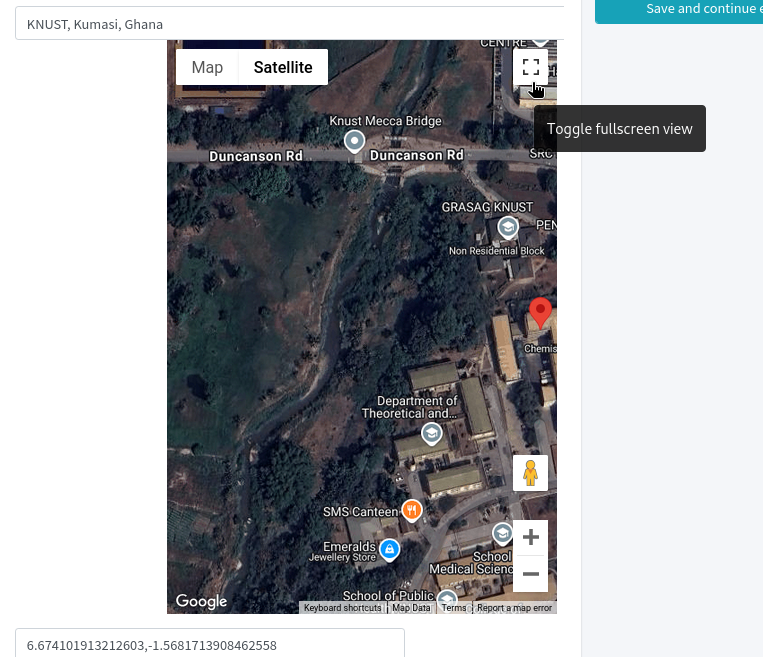 Save and continue e
KNUST, Kumasi, Ghana
CENTRE
Map
Satellite
Toggle fullscreen view
Knust Mecca Bridge
Duncanson Rd
Duncanson Rd
SRC
GRASAG KNUST
PEN
Non Residential Block
Chemis
Department of
Theoretical and...
SMS Canteen
Emeralds
Jewellery Store
School
Medical Scienc
School of Public
Google
Keyboard shortcuts
Map Data
Terms
Report a map error
6.674101913212603,-1.5681713908462558